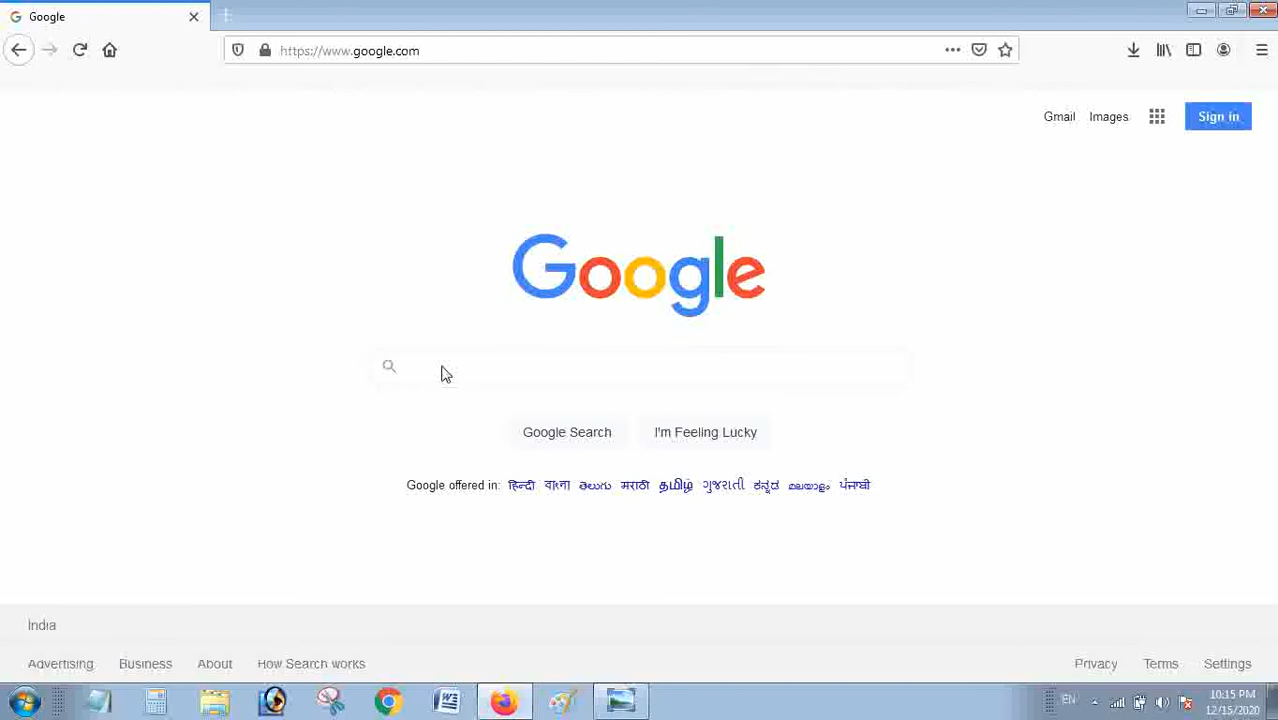 Google
https://www.google.com
Gmail Images Sign in
Google
Google Search I'm Feeling Lucky
Google offered in: हिन्दी বাংলা తెలుగు मराठी தமிழ் ગુજરાતી ಕನ್ನಡ മലയാളം ਪੰਜਾਬੀ
India
Advertising Business About How Search works Privacy Terms Settings
EN 10:15 PM
12/15/2020